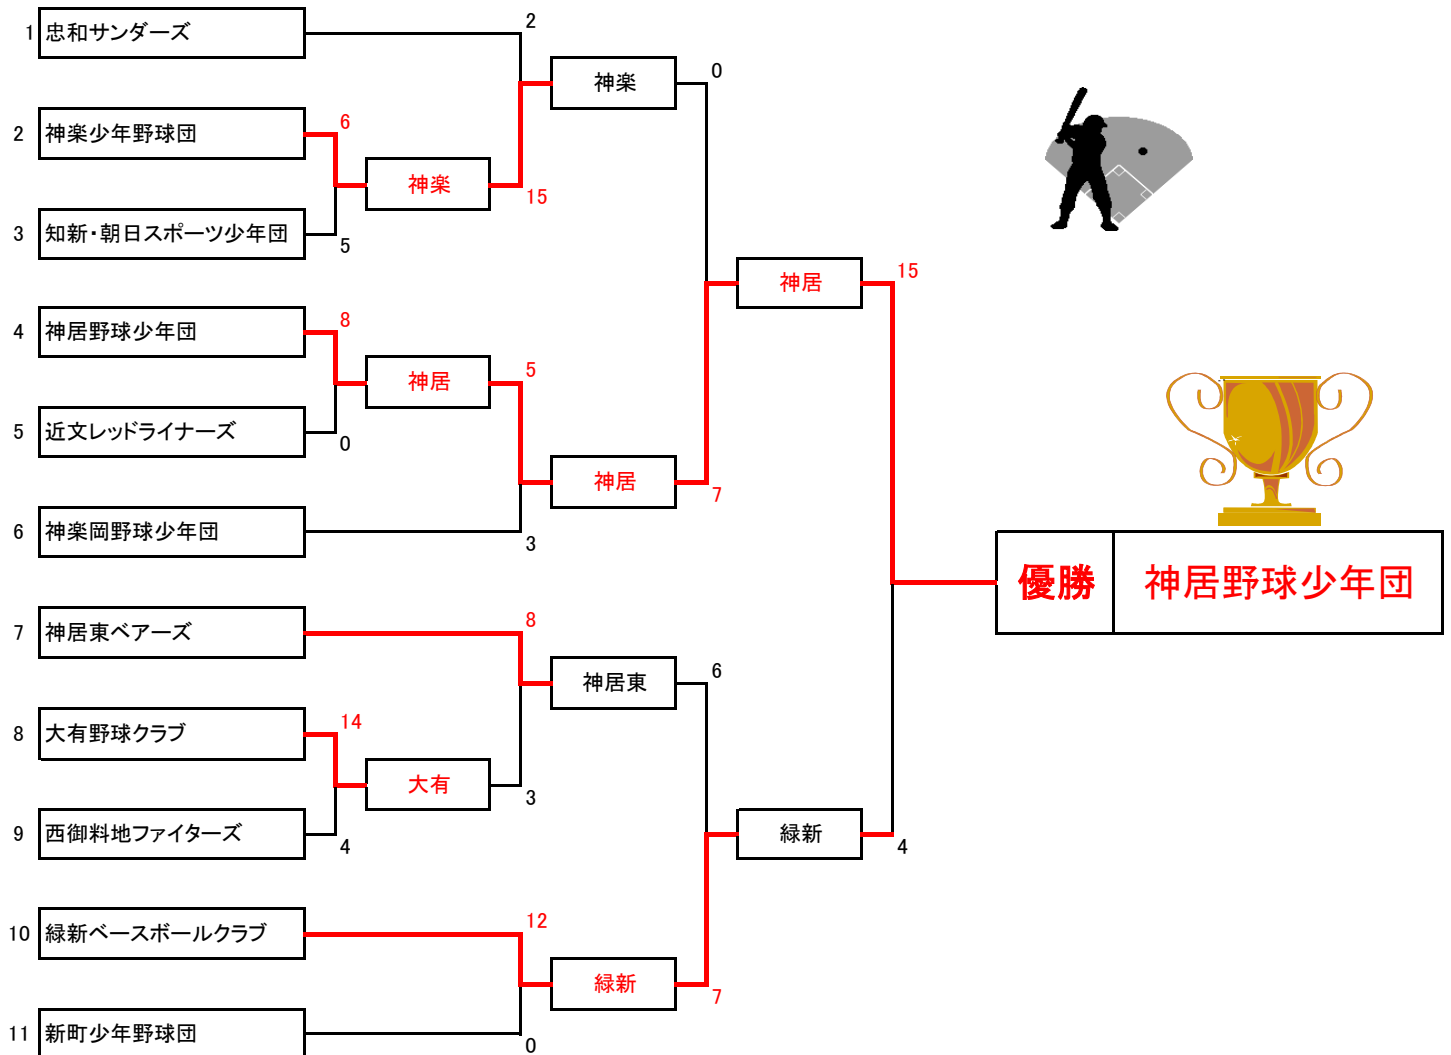 1 忠和サンダーズ
2
神楽
0
2 神楽少年野球団
6
神楽
15
3 知新・朝日スポーツ少年団
5
神居
15
4 神居野球少年団
8
神居
5
5 近文レッドライナーズ
0
神居
7
6 神楽岡野球少年団
3
優勝 神居野球少年団
7 神居東ベアーズ
8
神居東
6
8 大有野球クラブ
14
大有
3
9 西御料地ファイターズ
4
緑新
4
10 緑新ベースボールクラブ
12
緑新
7
11 新町少年野球団
0